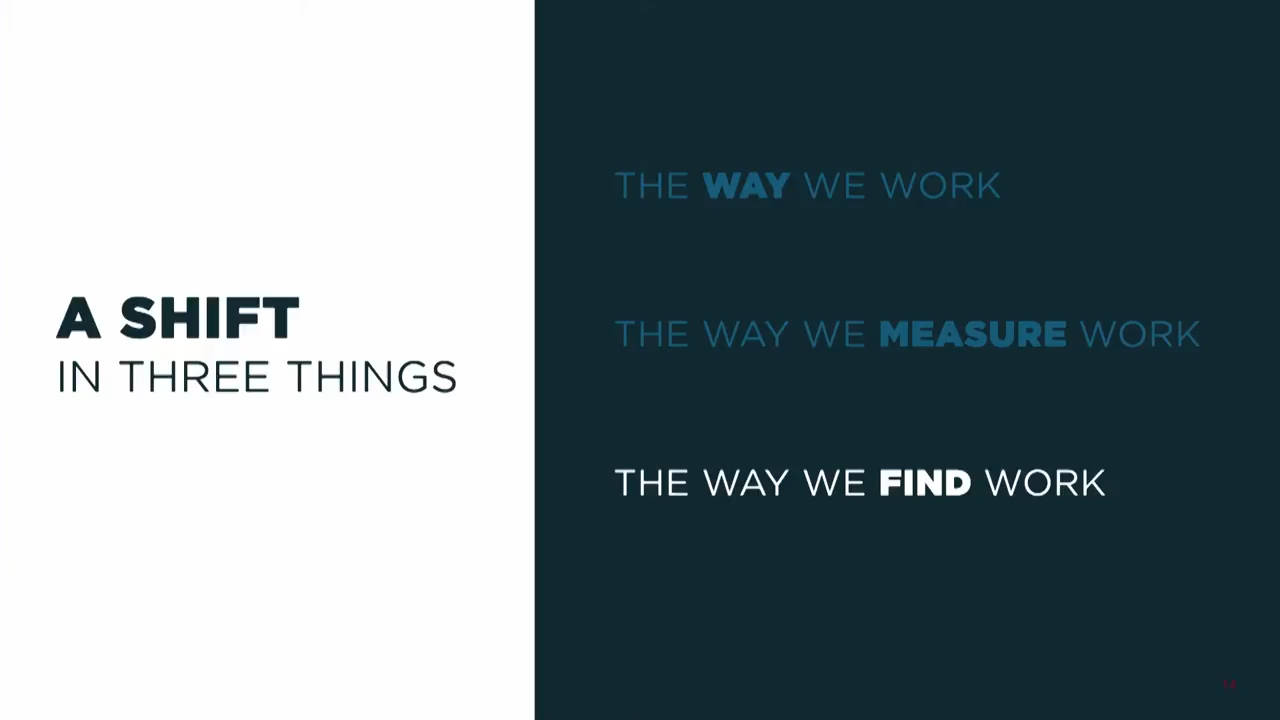 A SHIFT
IN THREE THINGS
THE WAY WE WORK
THE WAY WE MEASURE WORK
THE WAY WE FIND WORK